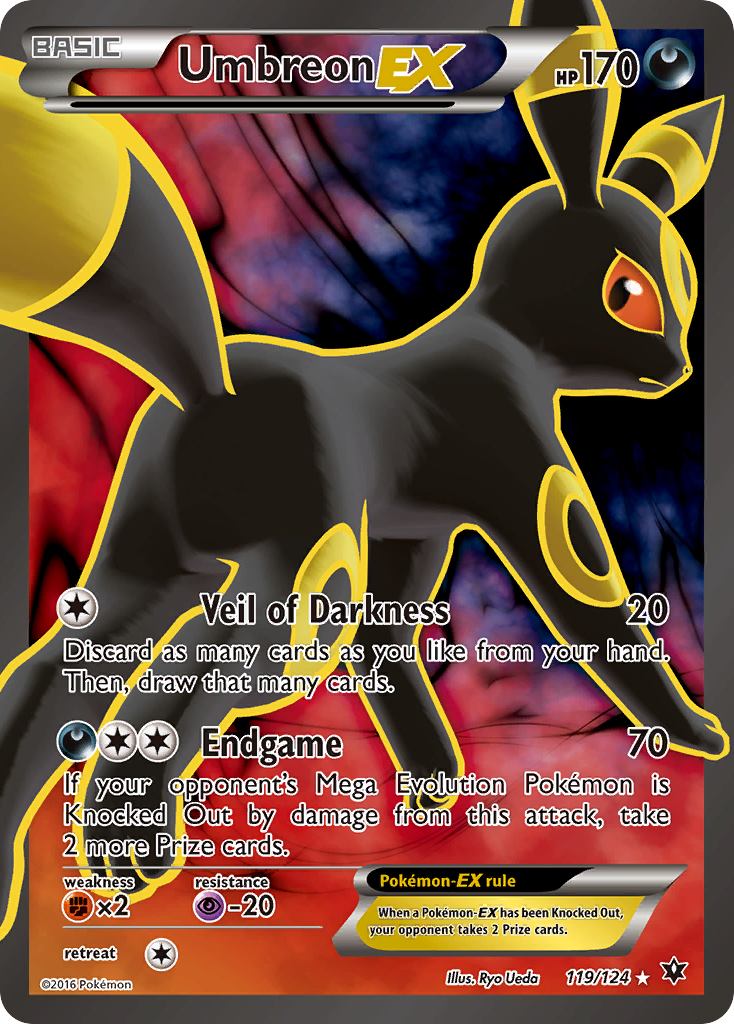 BASIC Umbreon EX HP 170
Veil of Darkness 20
Discard as many cards as you like from your hand.
Then, draw that many cards.
Endgame 70
If your opponent's Mega Evolution Pokémon is
Knocked Out by damage from this attack, take
2 more Prize cards.
weakness resistance
×2 -20
retreat
Pokémon-EX rule
When a Pokémon-EX has been Knocked Out,
your opponent takes 2 Prize cards.
©2016 Pokémon Illus. Ryo Ueda 119/124 ★